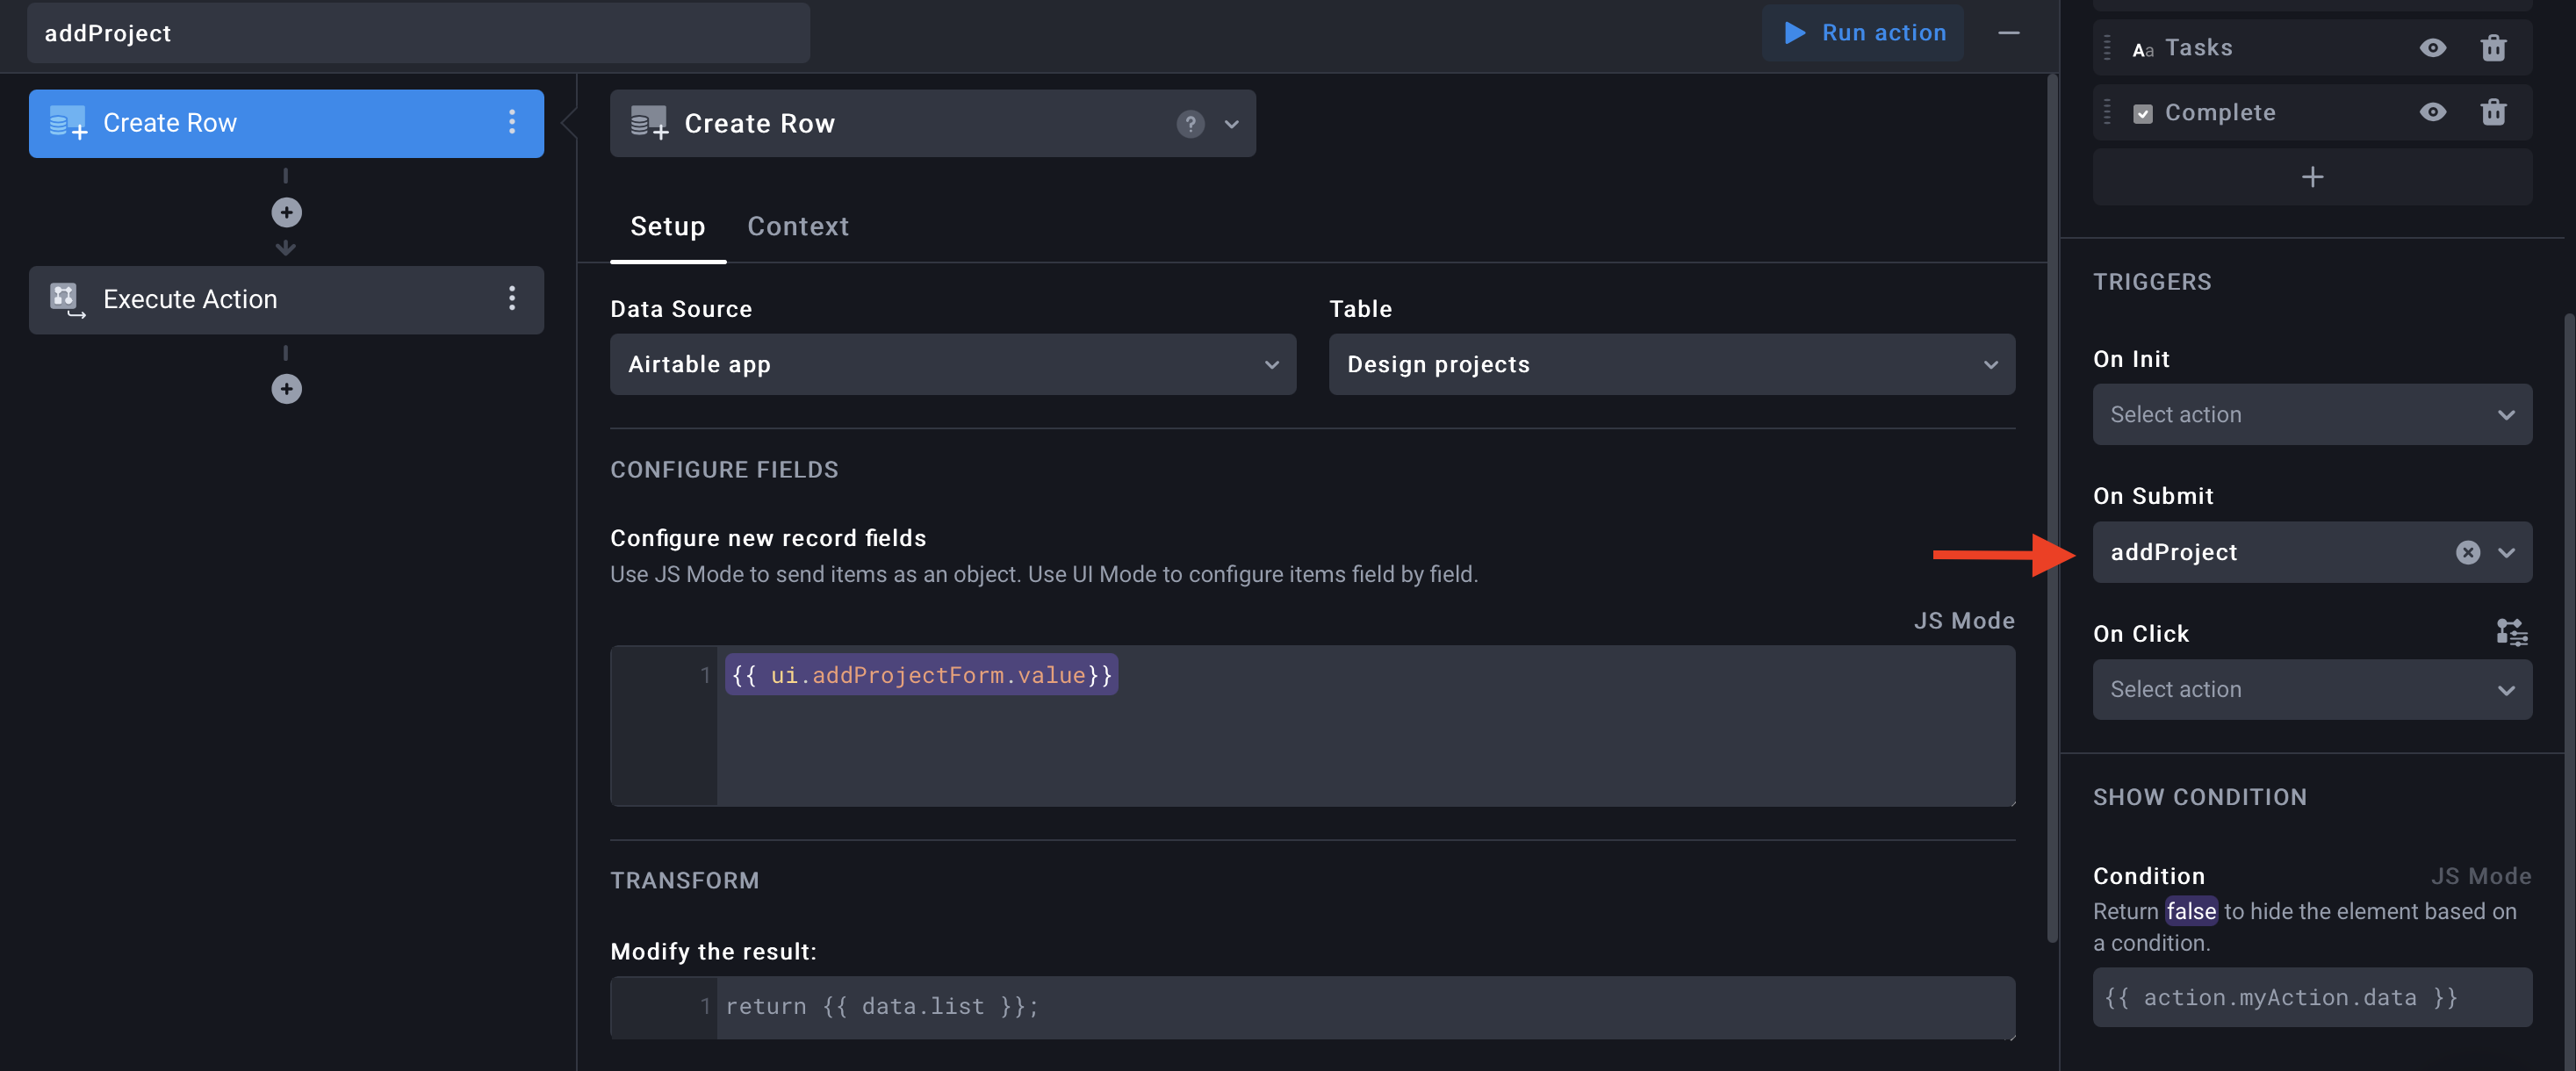 addProject
Run action
Create Row
Execute Action
Create Row
?
Setup
Context
Data Source
Table
Airtable app
Design projects
CONFIGURE FIELDS
Configure new record fields
Use JS Mode to send items as an object. Use UI Mode to configure items field by field.
JS Mode
1
{{ ui.addProjectForm.value}}
TRANSFORM
Modify the result:
1
return {{ data.list }};
Aa Tasks
Complete
TRIGGERS
On Init
Select action
On Submit
addProject
On Click
Select action
SHOW CONDITION
Condition
JS Mode
Return false to hide the element based on
a condition.
{{ action.myAction.data }}